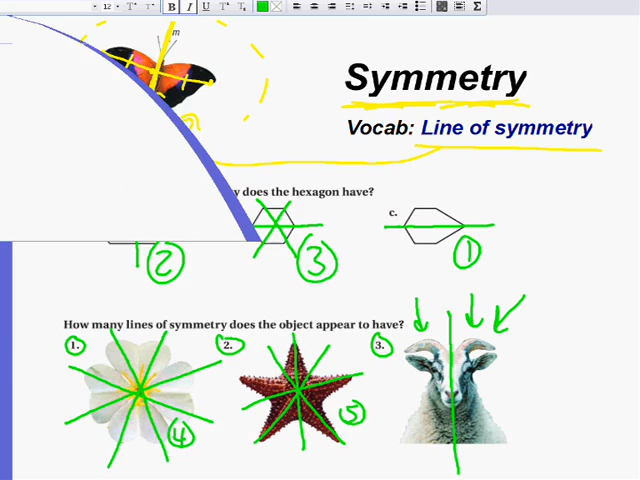 12 T T B I U T T Σ
m
Symmetry
Vocab: Line of symmetry
does the hexagon have?
c.
2
3
1
How many lines of symmetry does the object appear to have?
1. 2. 3.
4
5